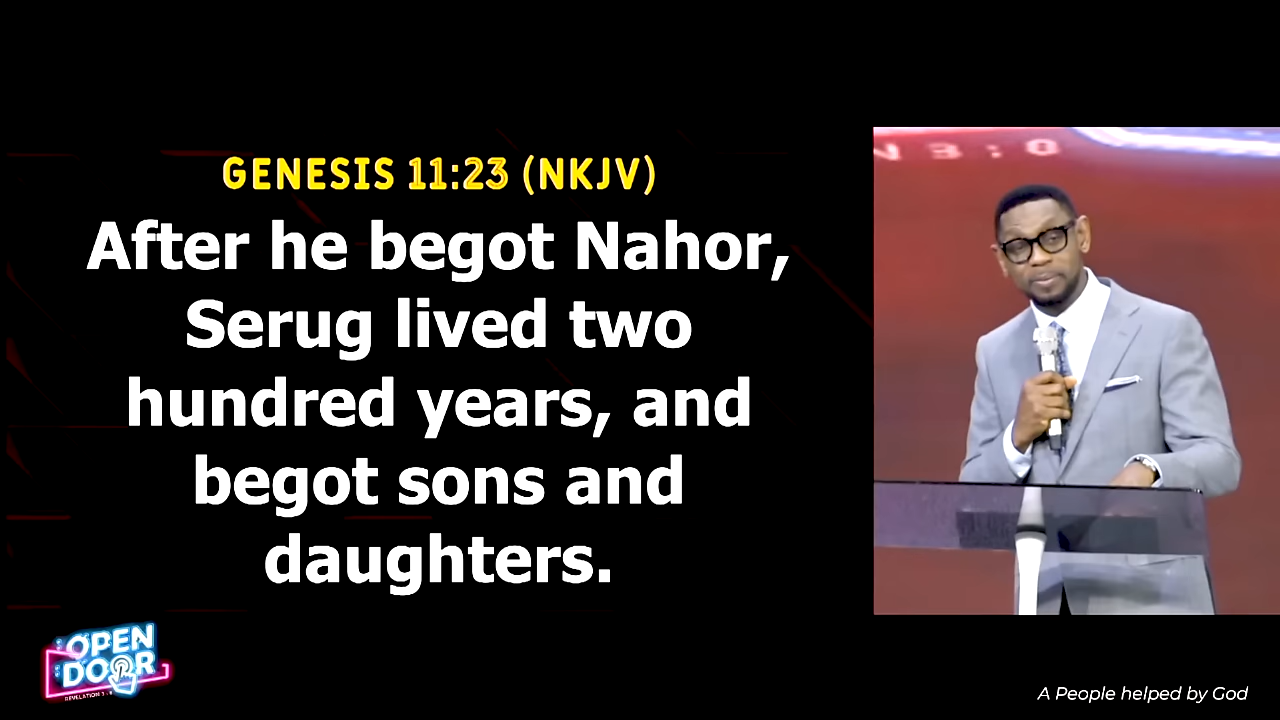 GENESIS 11:23 (NKJV)
After he begot Nahor,
Serug lived two
hundred years, and
begot sons and
daughters.
OPEN
DOOR
A People helped by God